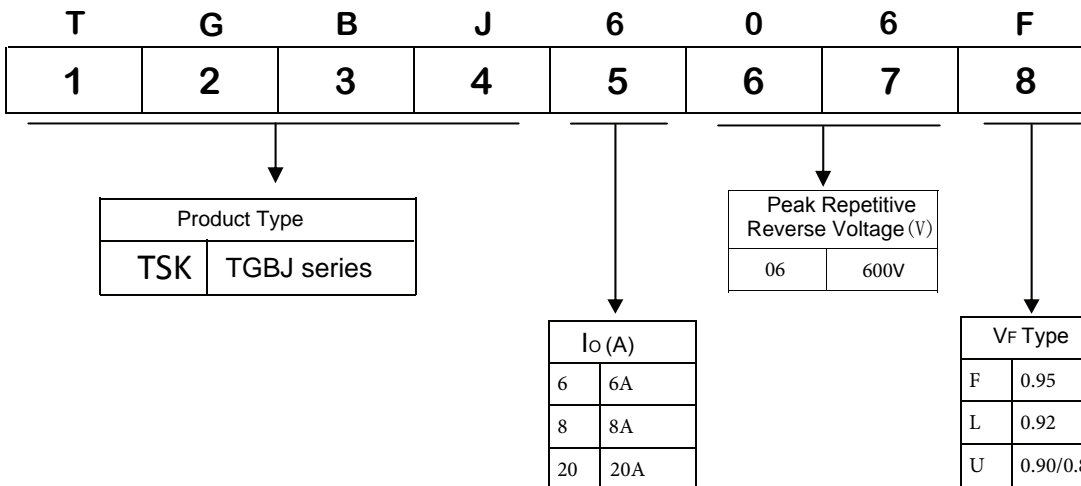 T G B J 6 0 6 F
1 2 3 4 5 6 7 8
Product Type
TSK TGBJ series
Peak Repetitive
Reverse Voltage(V)
06 600V
Io (A)
6 6A
8 8A
20 20A
VF Type
F 0.95
L 0.92
U